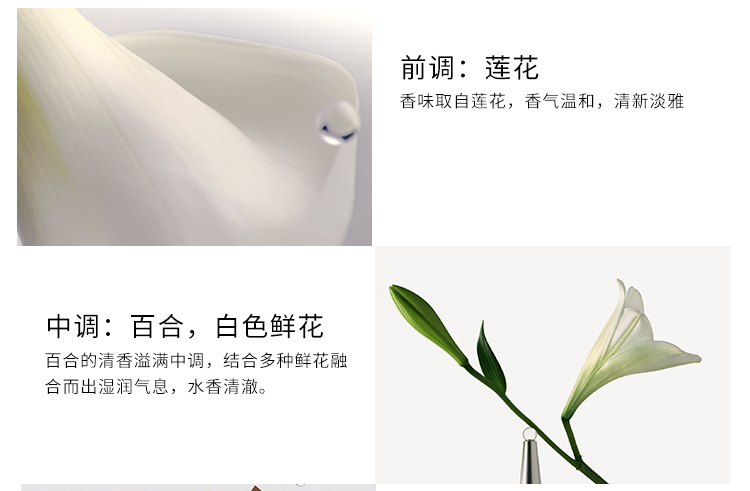 前调：莲花
香味取自莲花，香气温和，清新淡雅
中调：百合，白色鲜花
百合的清香溢满中调，结合多种鲜花融
合而出湿润气息，水香清澈。